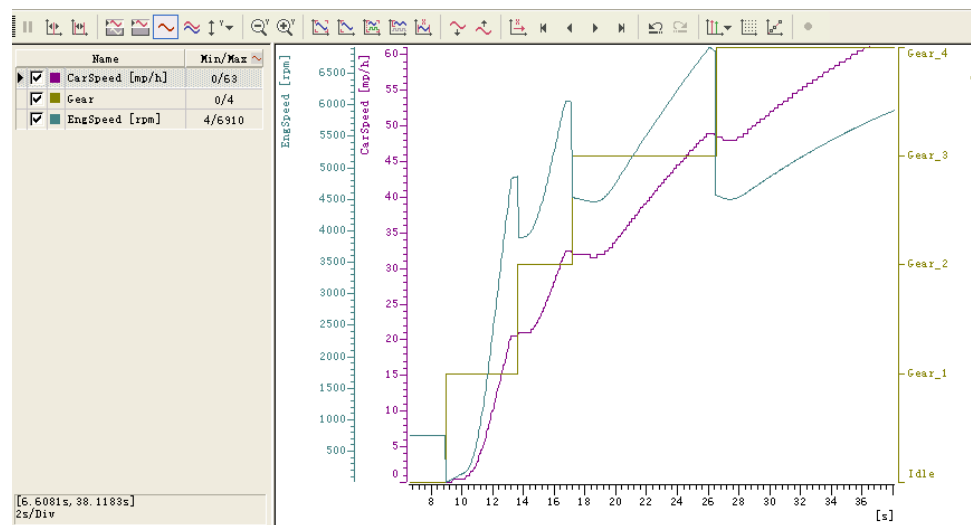 Name Min/Max
CarSpeed [mp/h] 0/63
Gear 0/4
EngSpeed [rpm] 4/6910
[6.6081s, 38.1183s]
2s/Div
EngSpeed [rpm]
6500
6000
5500
5000
4500
4000
3500
3000
2500
2000
1500
1000
500
CarSpeed [mp/h]
60
55
50
45
40
35
30
25
20
15
10
5
0
Gear_4
Gear_3
Gear_2
Gear_1
Idle
8 10 12 14 16 18 20 22 24 26 28 30 32 34 36
[s]